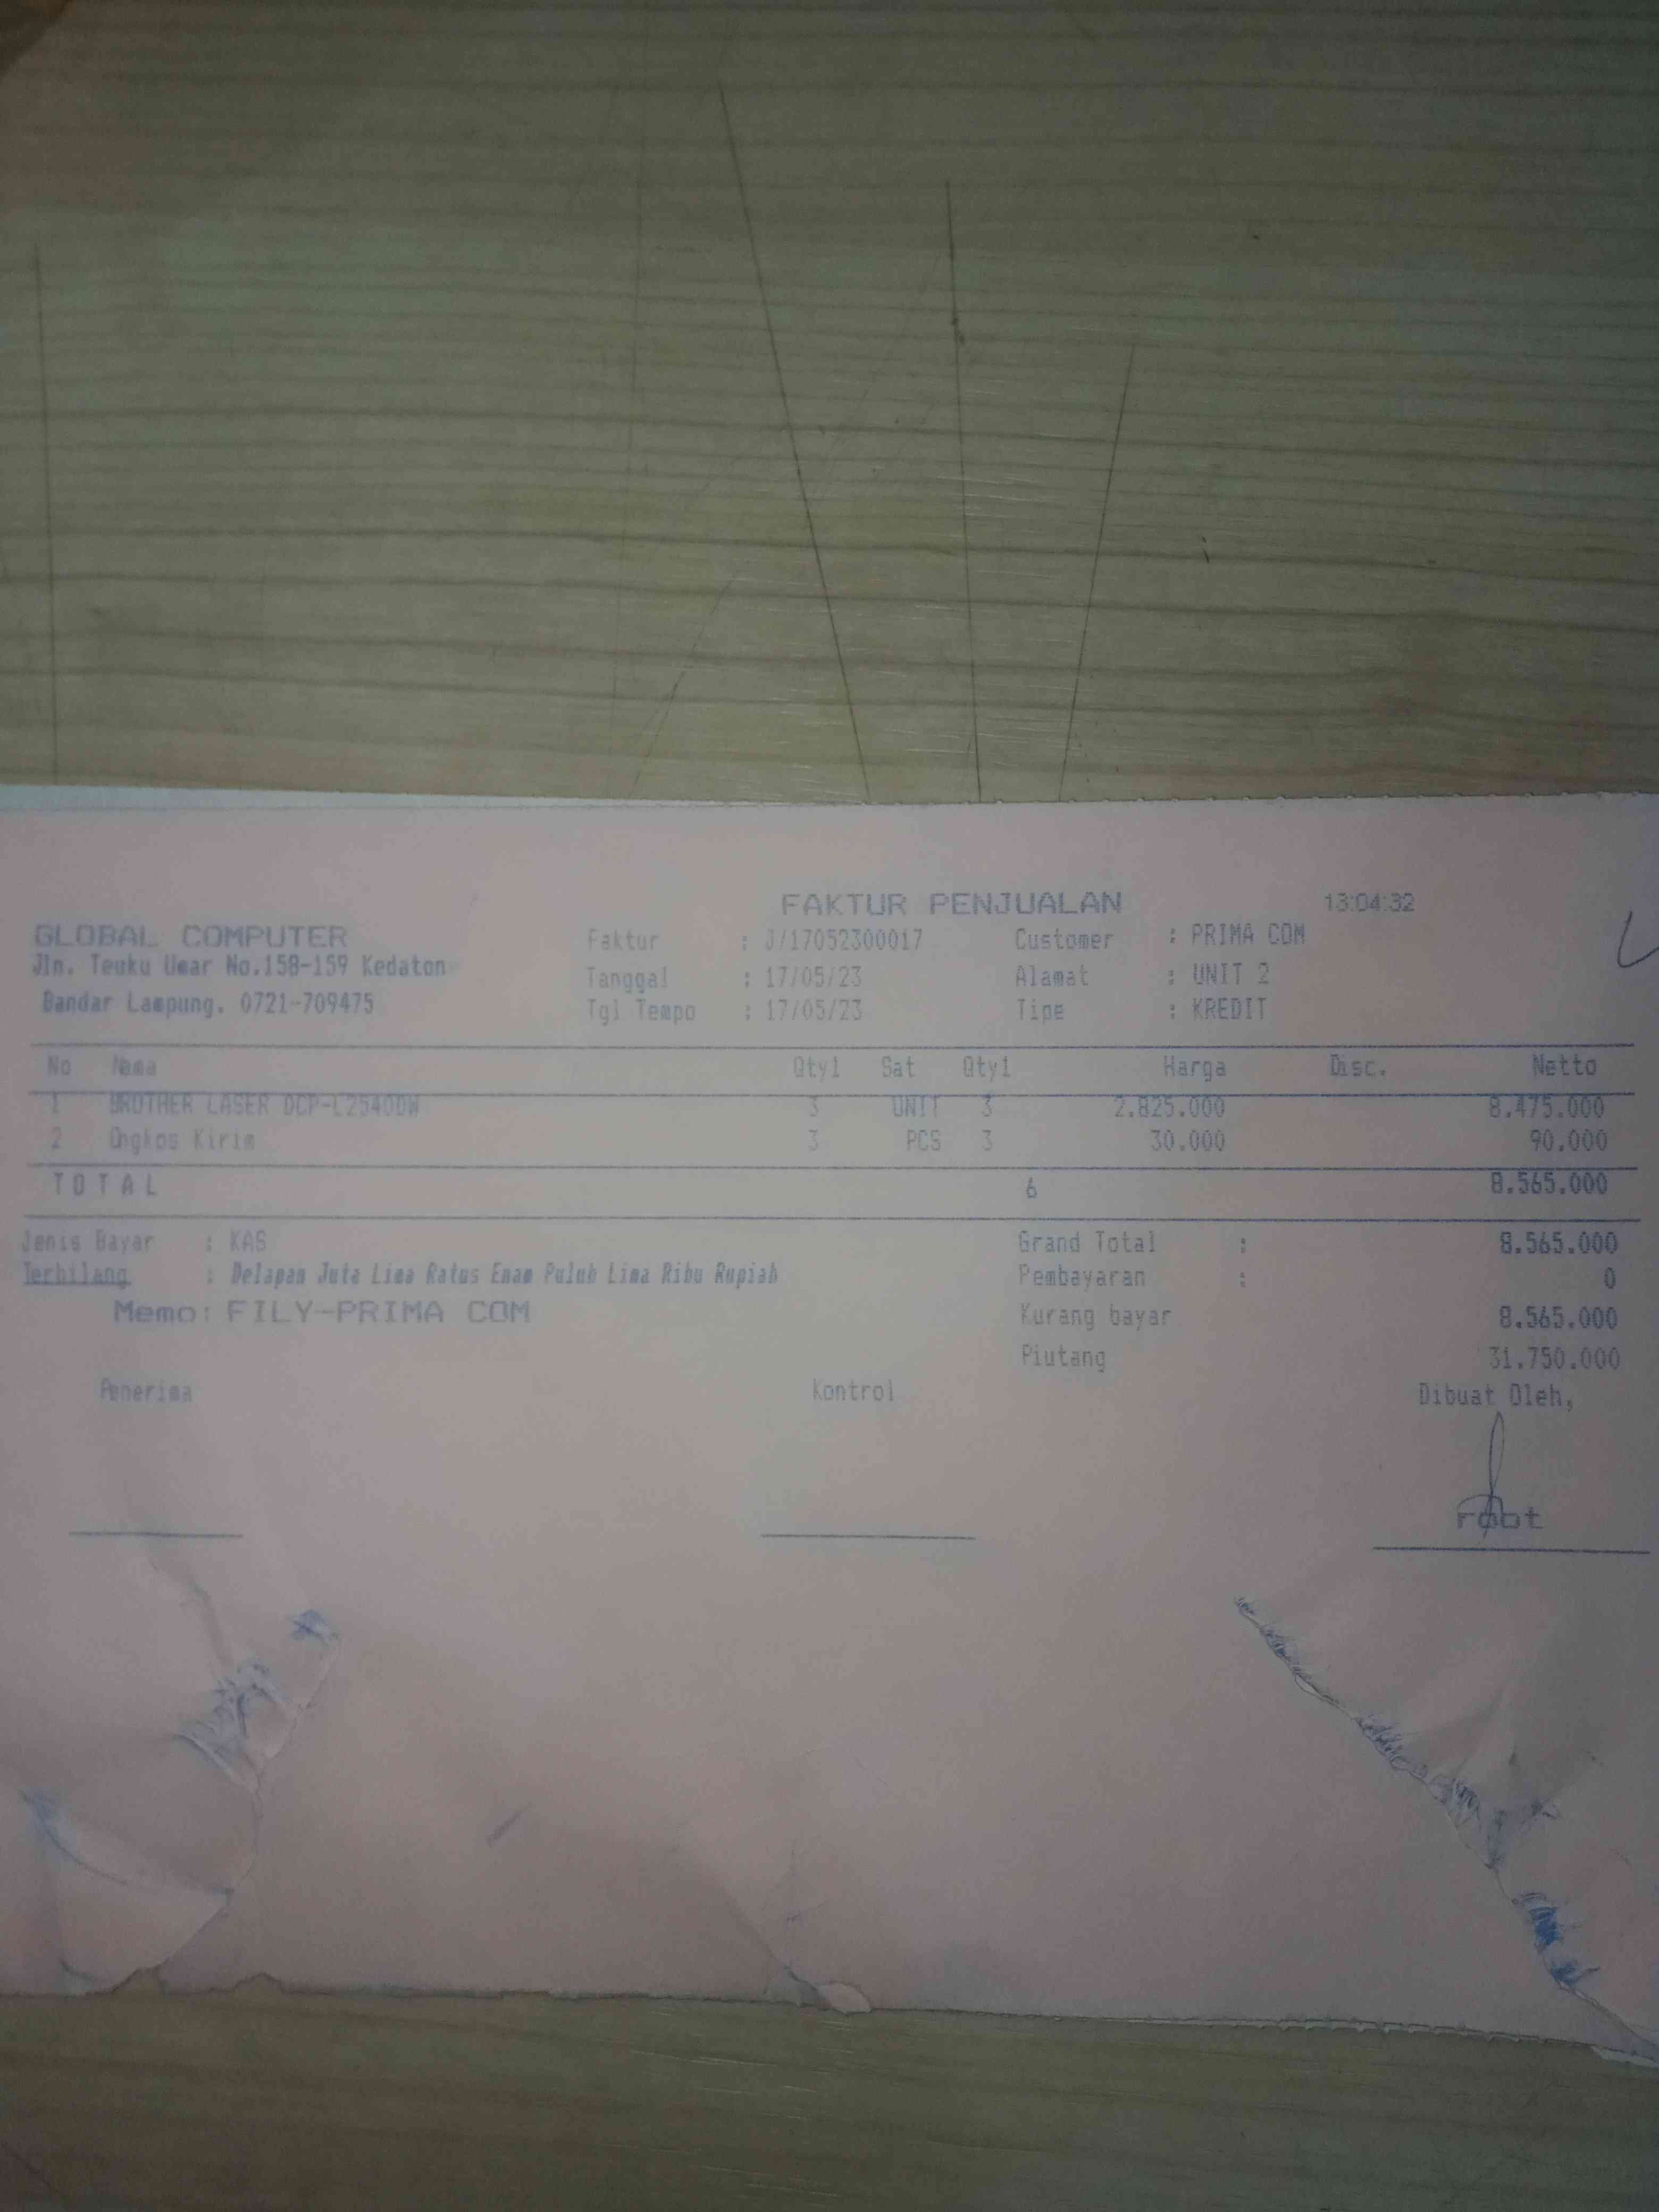 FAKTUR PENJUALAN 13:04:32
GLOBAL COMPUTER
Jln. Teuku Umar No.158-159 Kedaton
Bandar Lampung. 0721-709475
Faktur : J/17052300017
Tanggal : 17/05/23
Tgl Tempo : 17/05/23
Customer : PRIMA COM
Alamat : UNIT 2
Tipe : KREDIT
No Nama Qty1 Sat Qty1 Harga Disc. Netto
1 BROTHER LASER DCP-L2540DW 3 UNIT 3 2.825.000 8.475.000
2 Ongkos Kirim 3 PCS 3 30.000 90.000
TOTAL 6 8.565.000
Jenis Bayar : KAS
Terbilang : Delapan Juta Lima Ratus Enam Puluh Lima Ribu Rupiah
Memo: FILY-PRIMA COM
Grand Total : 8.565.000
Pembayaran : 0
Kurang bayar 8.565.000
Piutang 31.750.000
Penerima Kontrol Dibuat Oleh,
root